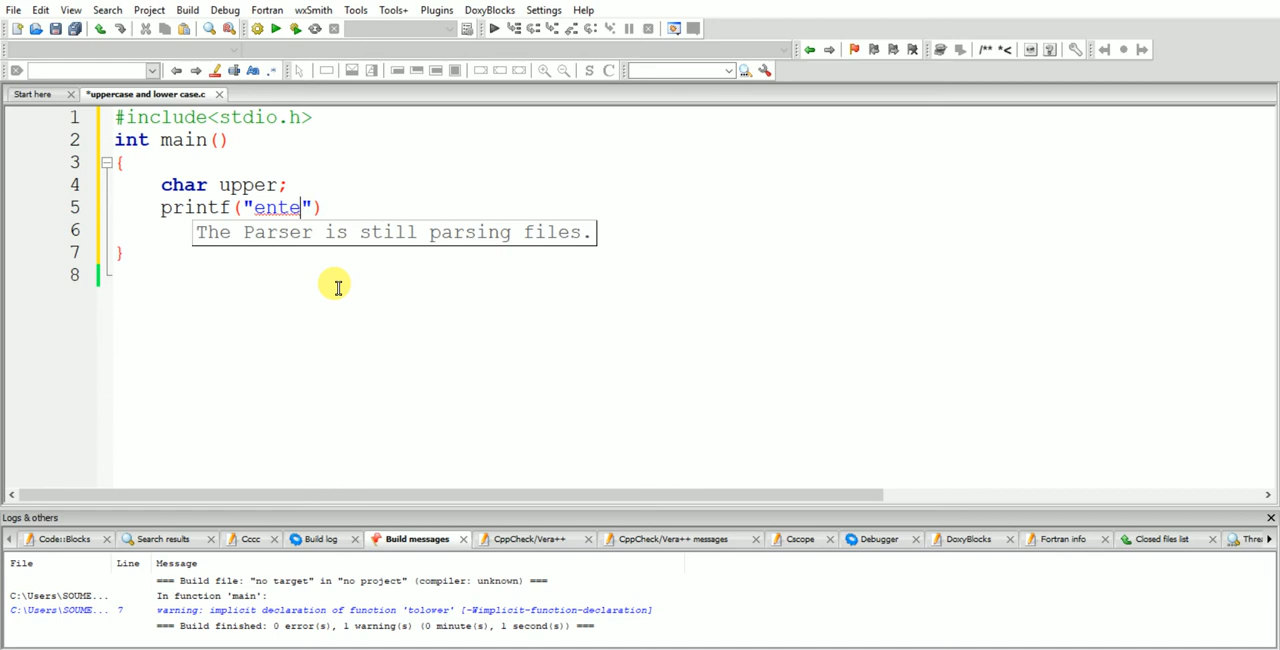 File Edit View Search Project Build Debug Fortran wxSmith Tools Tools+ Plugins DoxyBlocks Settings Help
/** *<
Aa .*
S C
Start here *uppercase and lower case.c
1 #include<stdio.h>
2 int main()
3 {
4 char upper;
5 printf("ente")
6 The Parser is still parsing files.
7 }
8
Logs & others
Code::Blocks Search results Cccc Build log Build messages CppCheck/Vera++ CppCheck/Vera++ messages Cscope Debugger DoxyBlocks Fortran info Closed files list Threa
File Line Message
=== Build file: "no target" in "no project" (compiler: unknown) ===
C:\Users\SOUME... In function 'main':
C:\Users\SOUME... 7 warning: implicit declaration of function 'tolover' [-Wimplicit-function-declaration]
=== Build finished: 0 error(s), 1 warning(s) (0 minute(s), 1 second(s)) ===